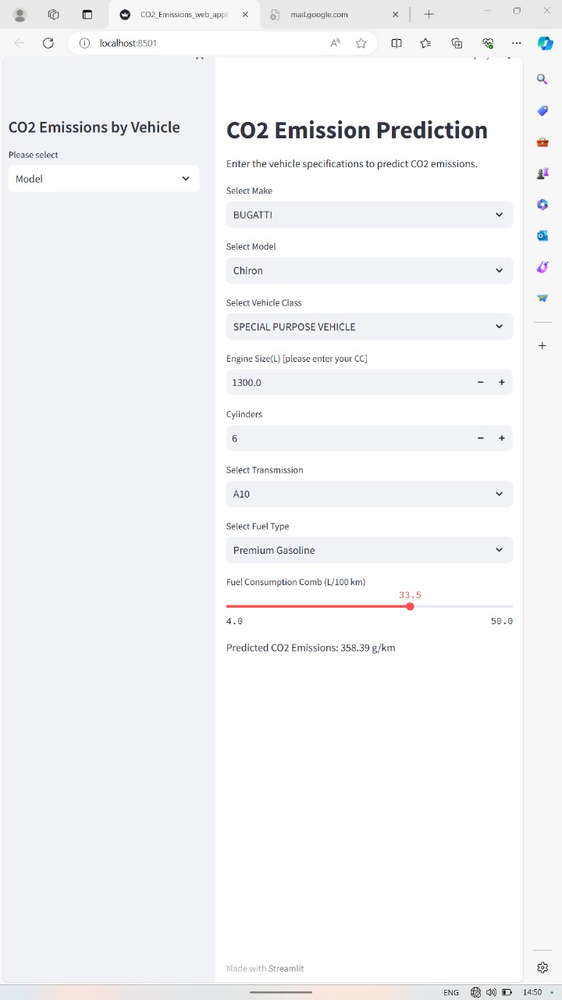 CO2_Emissions_web_appl
mail.google.com
localhost:8501
CO2 Emissions by Vehicle
Please select
Model
CO2 Emission Prediction
Enter the vehicle specifications to predict CO2 emissions.
Select Make
BUGATTI
Select Model
Chiron
Select Vehicle Class
SPECIAL PURPOSE VEHICLE
Engine Size(L) [please enter your CC]
1300.0
Cylinders
6
Select Transmission
A10
Select Fuel Type
Premium Gasoline
Fuel Consumption Comb (L/100 km)
33.5
4.0 50.0
Predicted CO2 Emissions: 358.39 g/km
Made with Streamlit
ENG 14:50